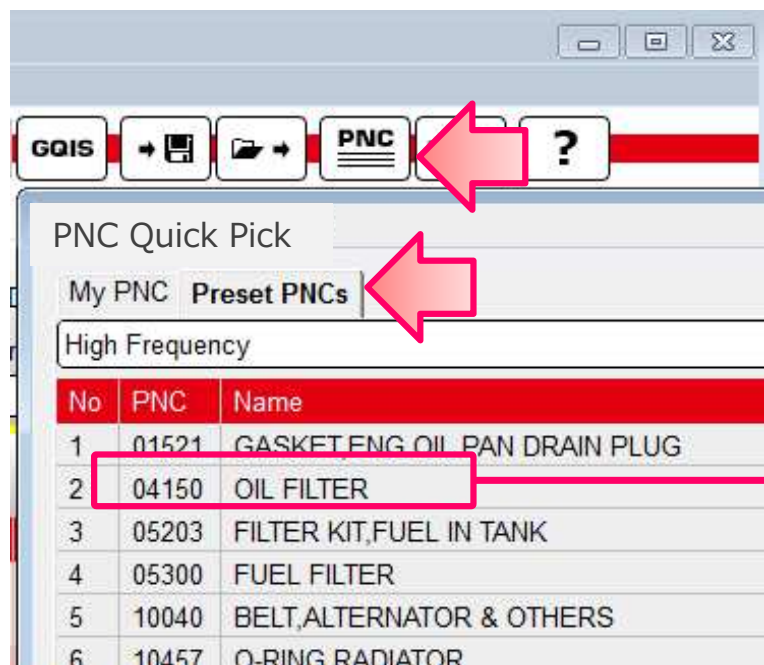 GQIS PNC ?
PNC Quick Pick
My PNC Preset PNCs
High Frequency
No PNC Name
1 01521 GASKET,ENG OIL PAN DRAIN PLUG
2 04150 OIL FILTER
3 05203 FILTER KIT,FUEL IN TANK
4 05300 FUEL FILTER
5 10040 BELT,ALTERNATOR & OTHERS
6 10457 O-RING RADIATOR